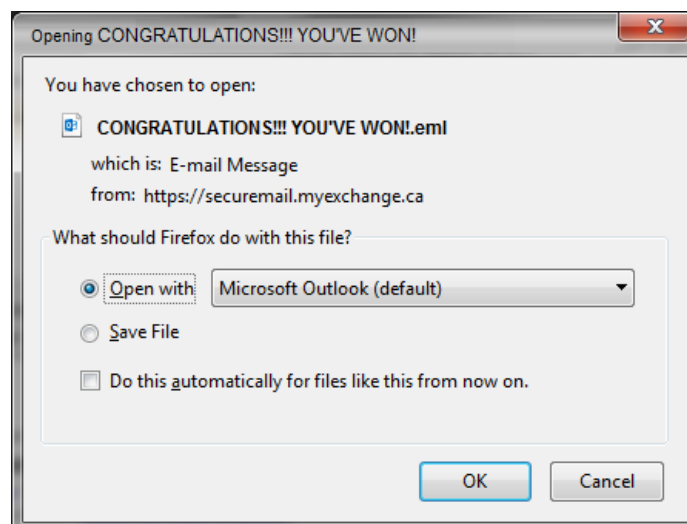 Opening CONGRATULATIONS!!! YOU'VE WON!
You have chosen to open:
CONGRATULATIONS!!! YOU'VE WON!.eml
which is: E-mail Message
from: https://securemail.myexchange.ca
What should Firefox do with this file?
Open with Microsoft Outlook (default)
Save File
Do this automatically for files like this from now on.
OK Cancel